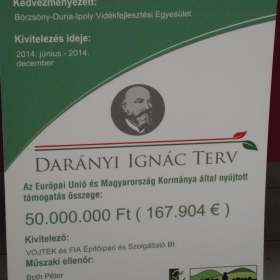 Kedvezményezett:
Börzsöny-Duna-Ipoly Vidékfejlesztési Egyesület
Kivitelezés ideje:
2014. június - 2014.
december
DARÁNYI IGNÁC TERV
Az Európai Unió és Magyarország Kormánya által nyújtott
támogatás összege:
50.000.000 Ft ( 167.904 € )
Kivitelező:
VOJTEK és FIA Építőipari és Szolgáltató Bt.
Műszaki ellenőr:
Both Péter